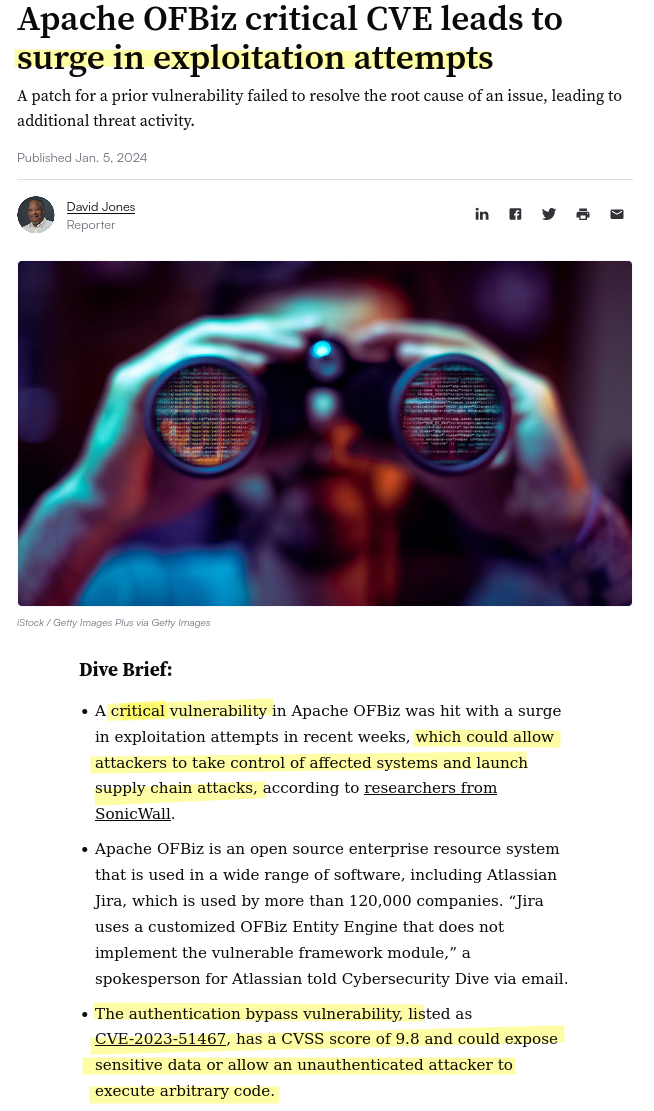 Apache OFBiz critical CVE leads to
surge in exploitation attempts
A patch for a prior vulnerability failed to resolve the root cause of an issue, leading to
additional threat activity.
Published Jan. 5, 2024
David Jones
Reporter
iStock / Getty Images Plus via Getty Images
Dive Brief:
• A critical vulnerability in Apache OFBiz was hit with a surge
in exploitation attempts in recent weeks, which could allow
attackers to take control of affected systems and launch
supply chain attacks, according to researchers from
SonicWall.
• Apache OFBiz is an open source enterprise resource system
that is used in a wide range of software, including Atlassian
Jira, which is used by more than 120,000 companies. “Jira
uses a customized OFBiz Entity Engine that does not
implement the vulnerable framework module,” a
spokesperson for Atlassian told Cybersecurity Dive via email.
• The authentication bypass vulnerability, listed as
CVE-2023-51467, has a CVSS score of 9.8 and could expose
sensitive data or allow an unauthenticated attacker to
execute arbitrary code.